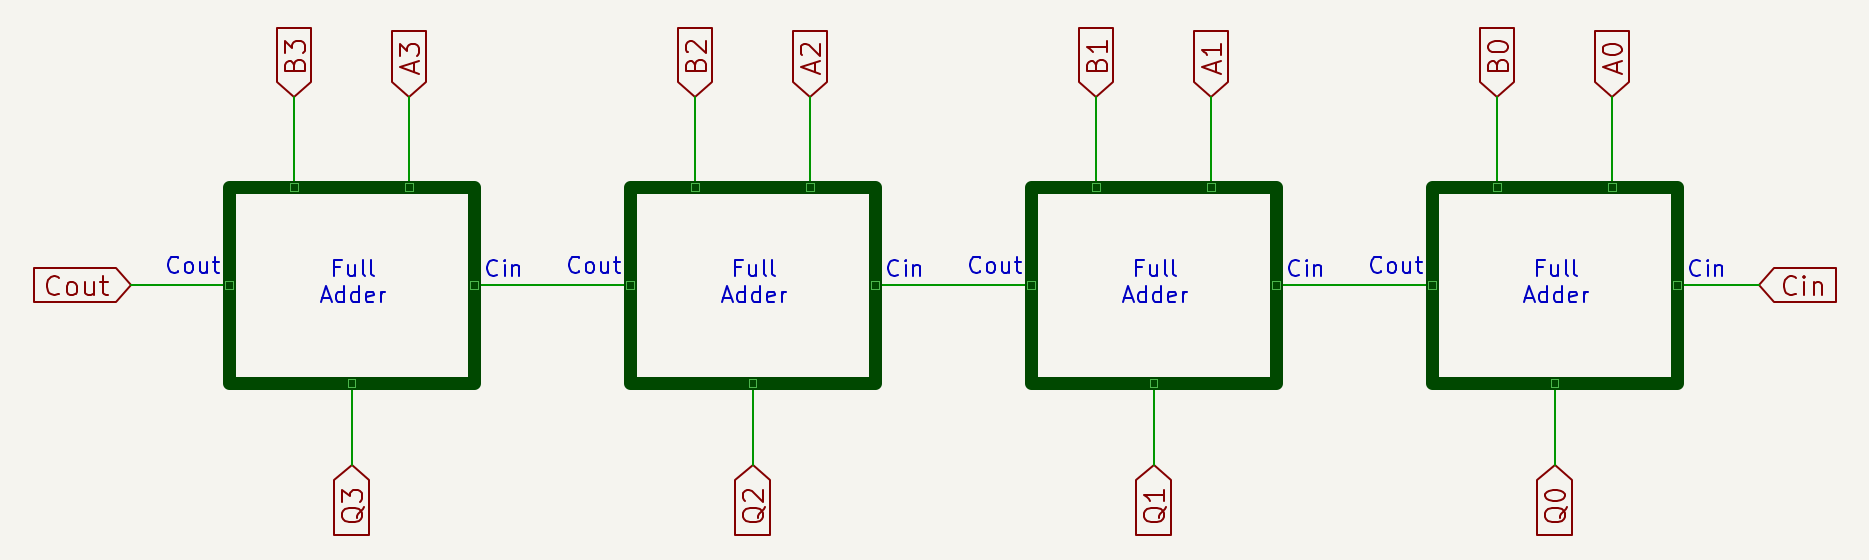 B3
A3
B2
A2
B1
A1
B0
A0
Cout
Cout
Full
Adder
Cin
Cout
Full
Adder
Cin
Cout
Full
Adder
Cin
Cout
Full
Adder
Cin
Cin
Q3
Q2
Q1
Q0